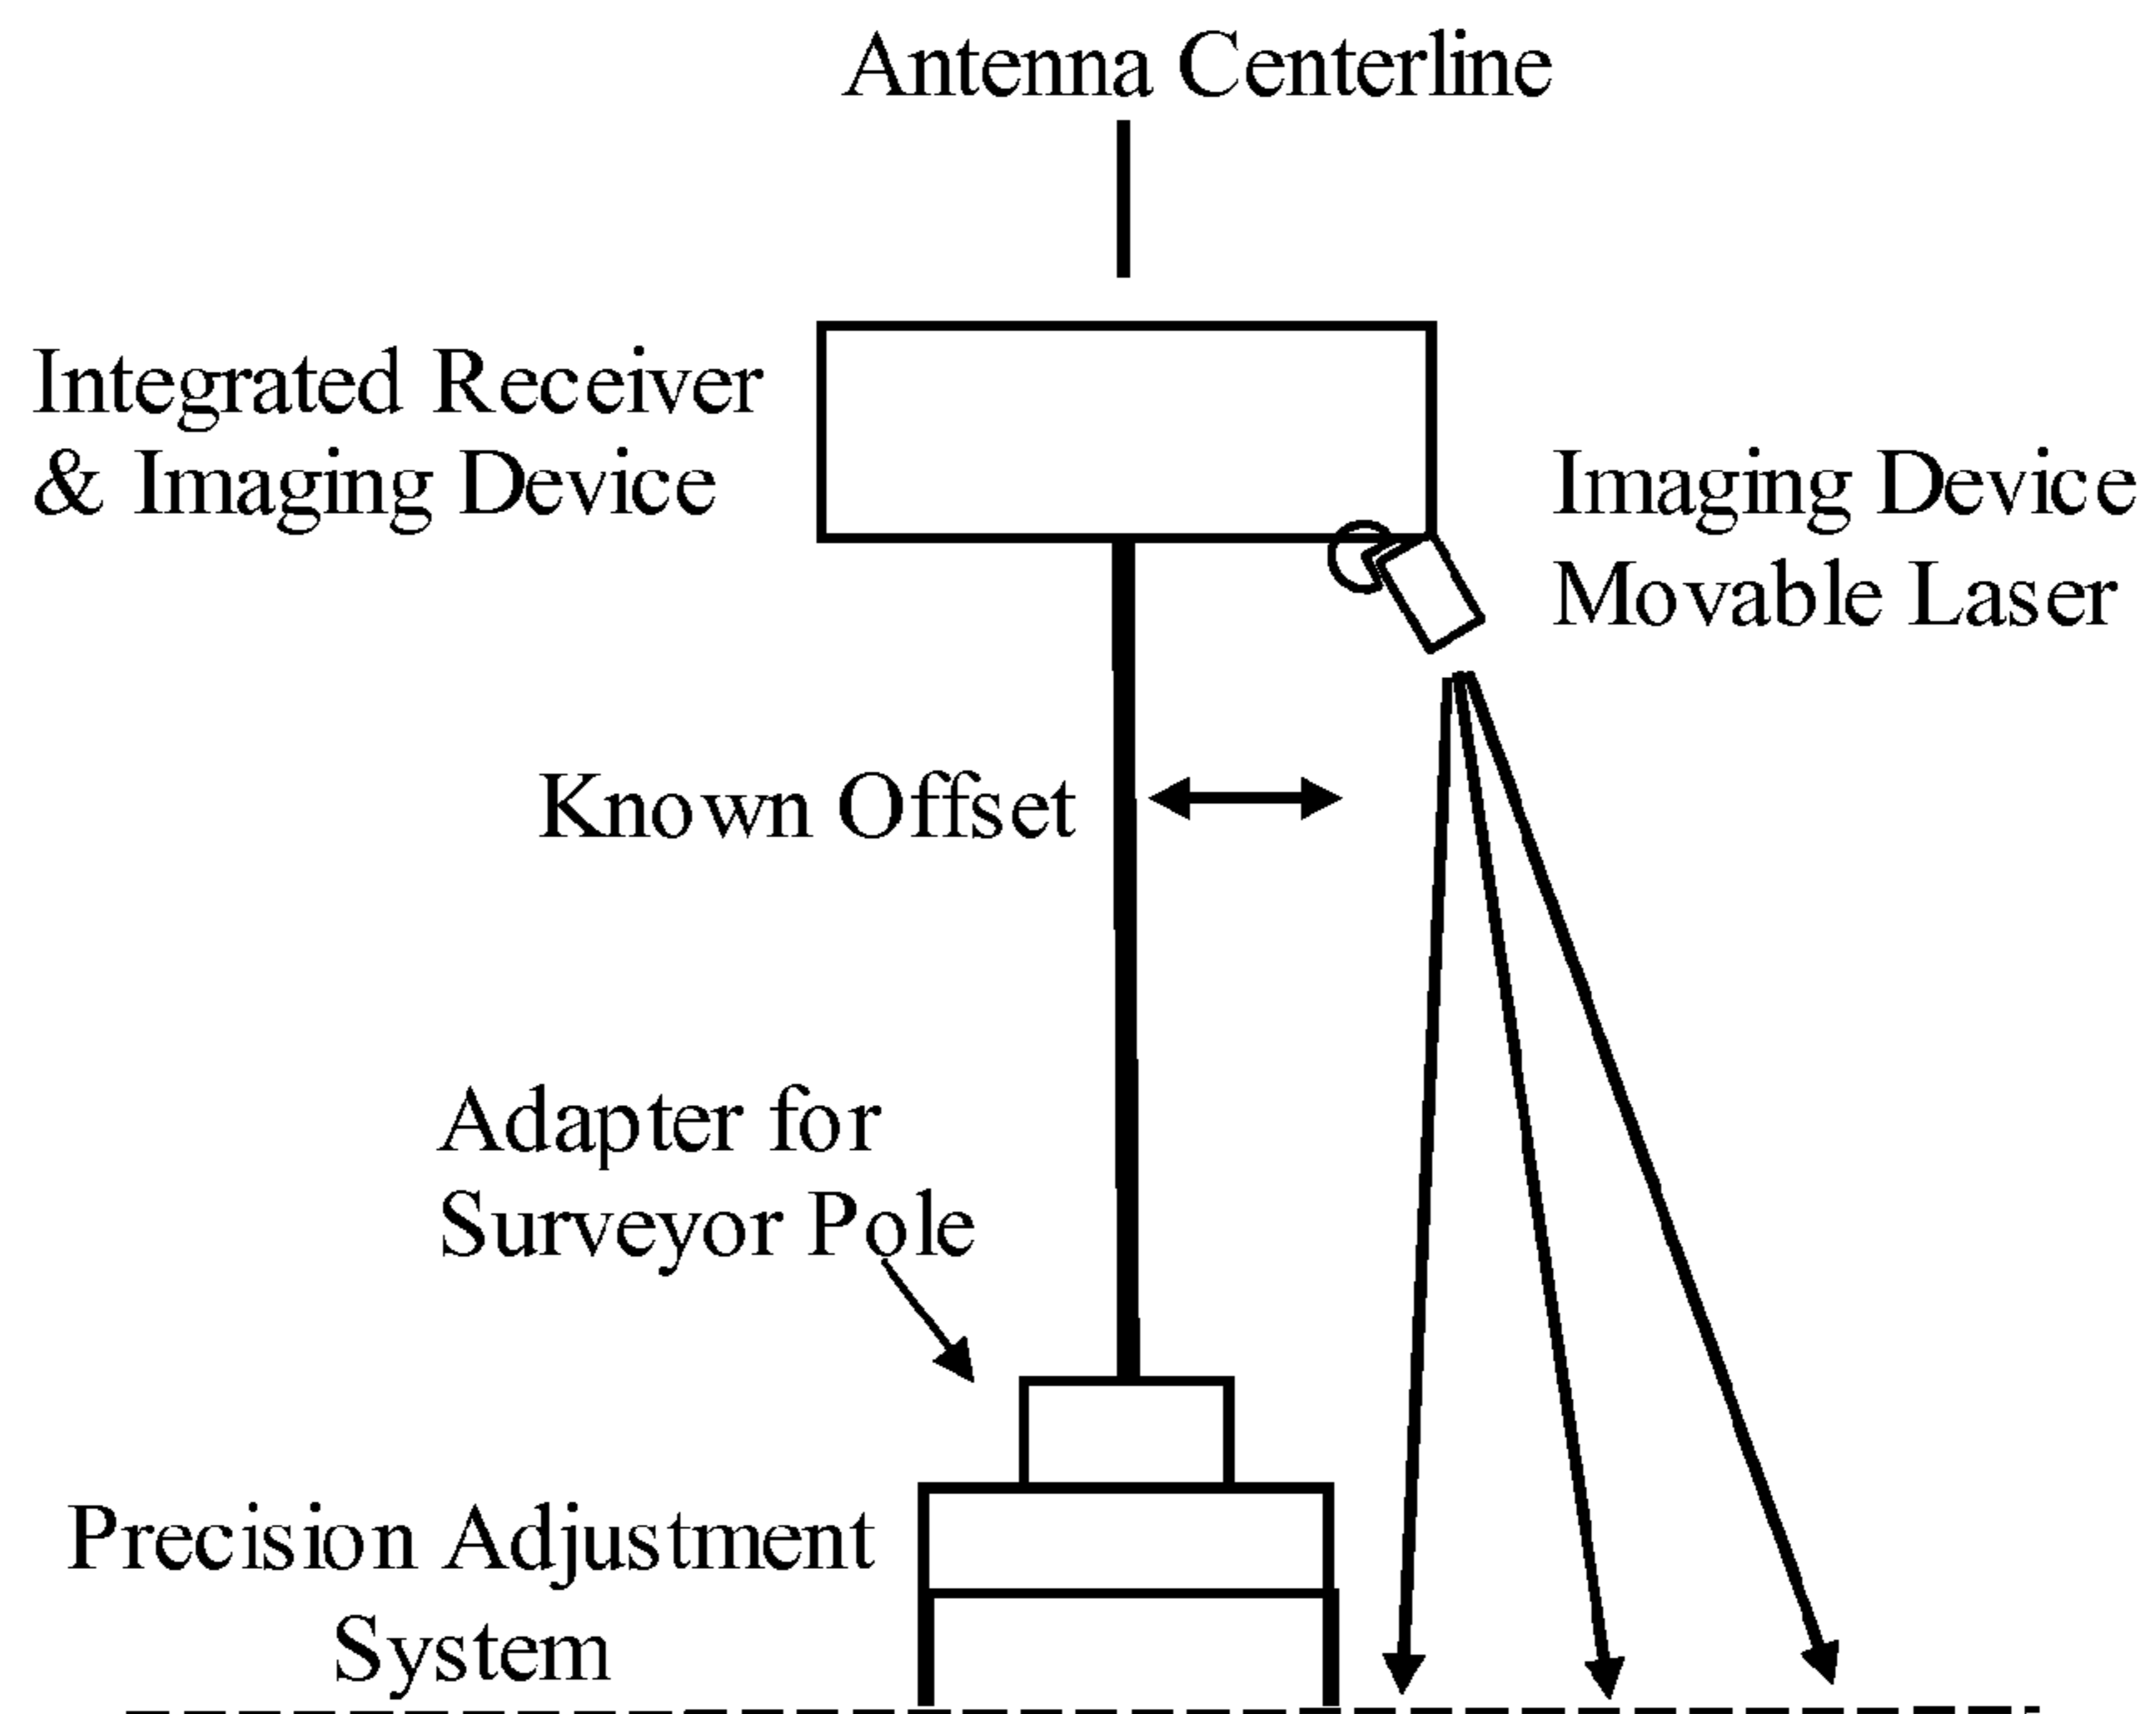 Antenna Centerline
Integrated Receiver
& Imaging Device
Imaging Device
Movable Laser
Known Offset
Adapter for
Surveyor Pole
Precision Adjustment
System